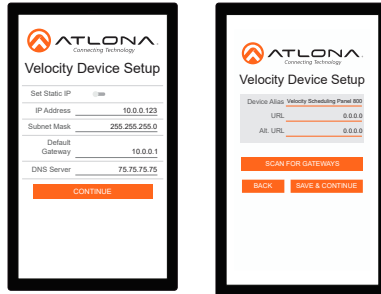 ATLONA.
Connecting Technology
Velocity Device Setup
Set Static IP
IP Address 10.0.0.123
Subnet Mask 255.255.255.0
Default
Gateway 10.0.0.1
DNS Server 75.75.75.75
CONTINUE
ATLONA.
Connecting Technology
Velocity Device Setup
Device Alias Velocity Scheduling Panel 800
URL 0.0.0.0
Alt. URL 0.0.0.0
SCAN FOR GATEWAYS
BACK SAVE & CONTINUE